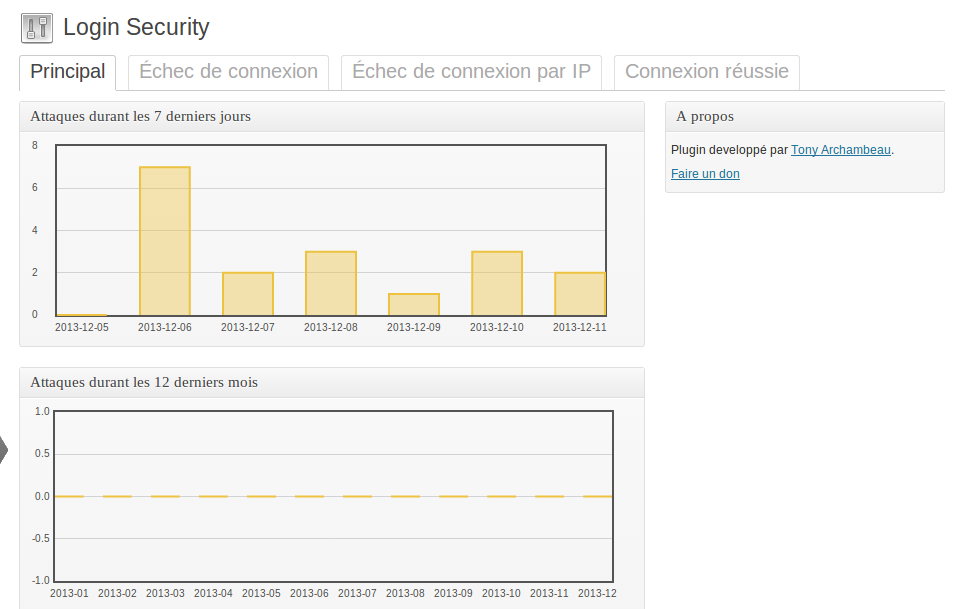 Login Security
Principal
Échec de connexion
Échec de connexion par IP
Connexion réussie
Attaques durant les 7 derniers jours
8
6
4
2
0
2013-12-05 2013-12-06 2013-12-07 2013-12-08 2013-12-09 2013-12-10 2013-12-11
A propos
Plugin developpé par Tony Archambeau.
Faire un don
Attaques durant les 12 derniers mois
1.0
0.5
0.0
-0.5
-1.0
2013-01 2013-02 2013-03 2013-04 2013-05 2013-06 2013-07 2013-08 2013-09 2013-10 2013-11 2013-12